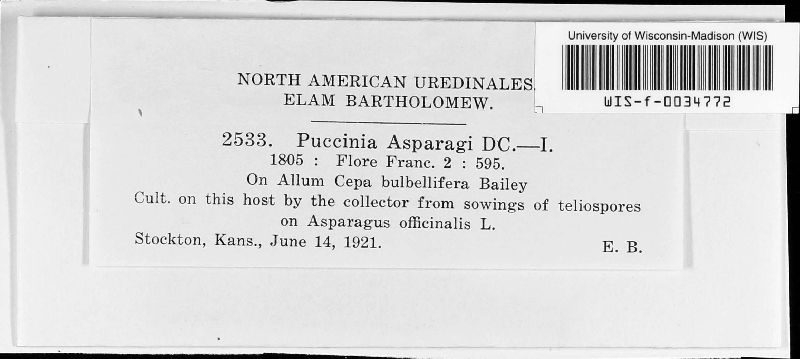 University of Wisconsin-Madison (WIS)
WIS-f-0034772
NORTH AMERICAN UREDINALES.
ELAM BARTHOLOMEW.
2533. Puccinia Asparagi DC.—I.
1805 : Flore Franc. 2 : 595.
On Allum Cepa bulbellifera Bailey
Cult. on this host by the collector from sowings of teliospores
on Asparagus officinalis L.
Stockton, Kans., June 14, 1921.
E. B.